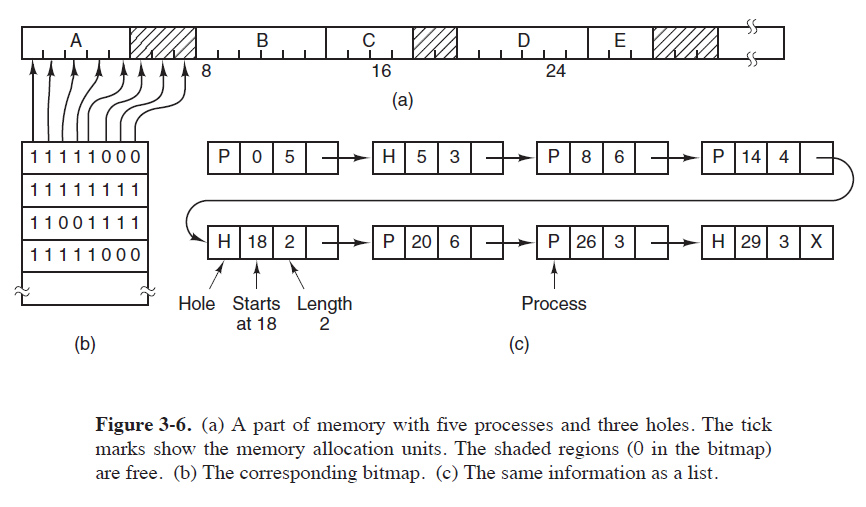 A B C D E
8 16 24
(a)
11111000
11111111
11001111
11111000
(b)
P 0 5 H 5 3 P 8 6 P 14 4
H 18 2 P 20 6 P 26 3 H 29 3 X
Hole Starts Length Process
at 18 2
(c)
Figure 3-6. (a) A part of memory with five processes and three holes. The tick
marks show the memory allocation units. The shaded regions (0 in the bitmap)
are free. (b) The corresponding bitmap. (c) The same information as a list.